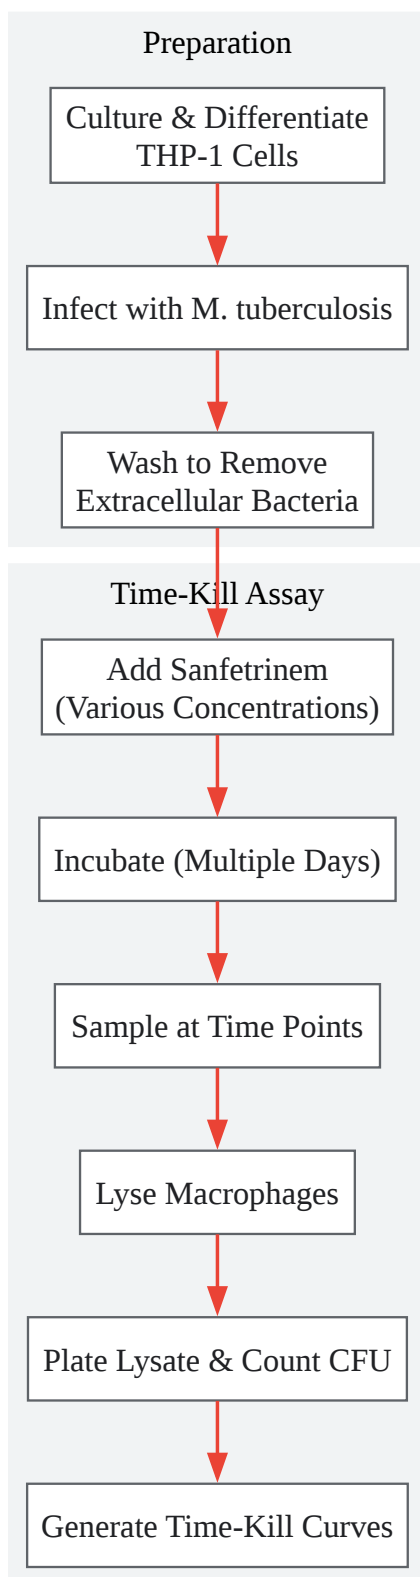 Preparation
Culture & Differentiate
THP-1 Cells
Infect with M. tuberculosis
Wash to Remove
Extracellular Bacteria
Time-Kill Assay
Add Sanfetrinem
(Various Concentrations)
Incubate (Multiple Days)
Sample at Time Points
Lyse Macrophages
Plate Lysate & Count CFU
Generate Time-Kill Curves